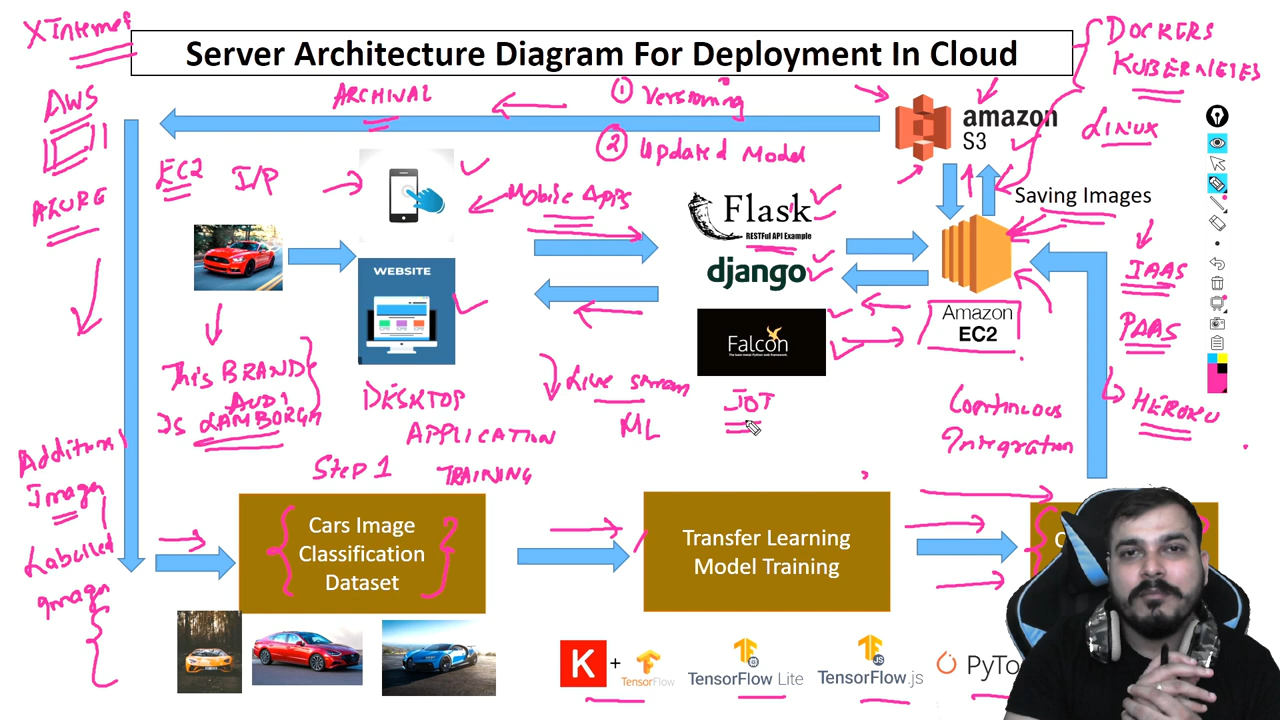 X Internet
Server Architecture Diagram For Deployment In Cloud
DOCKERS
KUBERNETES
LINUX
AWS
ARCHIVAL
① Versioning
② Updated Model
amazon
S3
EC2
I/P
AZURE
Mobile APIs
Flask
RESTful API Example
Saving Images
django
WEBSITE
IAAS
PAAS
Falcon
Amazon
EC2
This BRAND
AUDI
IS LAMBORGH
DESKTOP
APPLICATION
Live stream
ML
IOT
HEROKU
Continuous
Integration
Additional
Image
Labelled
Images
Step 1
TRAINING
Cars Image
Classification
Dataset
Transfer Learning
Model Training
K + TensorFlow
TensorFlow Lite
TensorFlow.js
PyTo